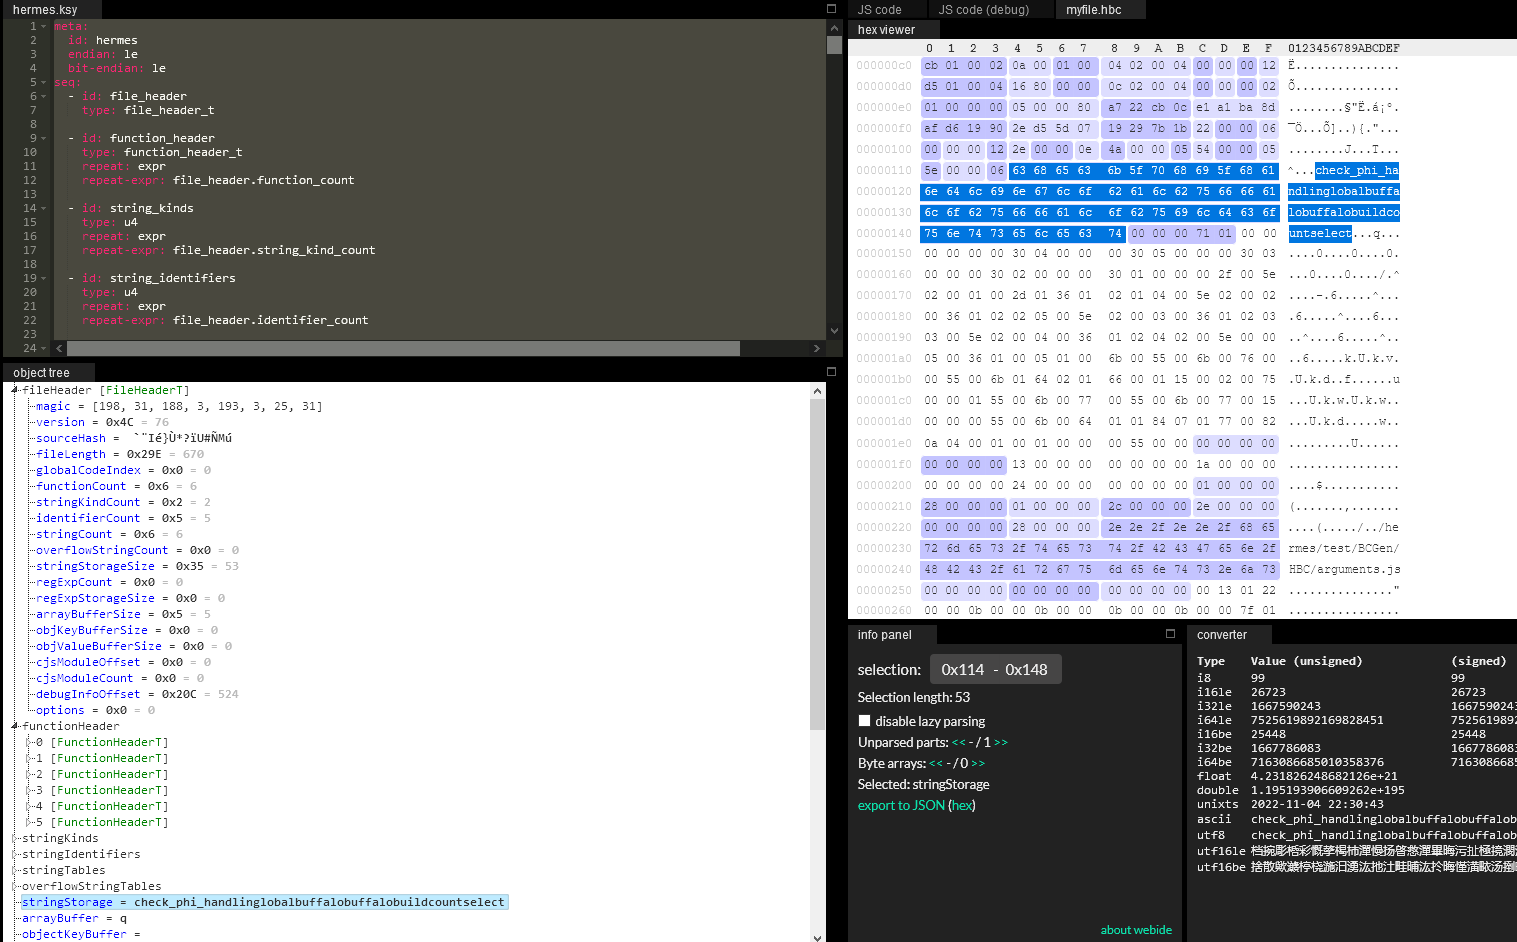 hermes.ksy
1 meta:
2 id: hermes
3 endian: le
4 bit-endian: le
5 seq:
6 - id: file_header
7 type: file_header_t
8
9 - id: function_header
10 type: function_header_t
11 repeat: expr
12 repeat-expr: file_header.function_count
13
14 - id: string_kinds
15 type: u4
16 repeat: expr
17 repeat-expr: file_header.string_kind_count
18
19 - id: string_identifiers
20 type: u4
21 repeat: expr
22 repeat-expr: file_header.identifier_count
23
24
object tree
fileHeader [FileHeaderT]
magic = [198, 31, 188, 3, 193, 3, 25, 31]
version = 0x4C = 76
sourceHash = `¨Ié}Ù*?ïU#ÑMú
fileLength = 0x29E = 670
globalCodeIndex = 0x0 = 0
functionCount = 0x6 = 6
stringKindCount = 0x2 = 2
identifierCount = 0x5 = 5
stringCount = 0x6 = 6
overflowStringCount = 0x0 = 0
stringStorageSize = 0x35 = 53
regExpCount = 0x0 = 0
regExpStorageSize = 0x0 = 0
arrayBufferSize = 0x5 = 5
objKeyBufferSize = 0x0 = 0
objValueBufferSize = 0x0 = 0
cjsModuleOffset = 0x0 = 0
cjsModuleCount = 0x0 = 0
debugInfoOffset = 0x20C = 524
options = 0x0 = 0
functionHeader
0 [FunctionHeaderT]
1 [FunctionHeaderT]
2 [FunctionHeaderT]
3 [FunctionHeaderT]
4 [FunctionHeaderT]
5 [FunctionHeaderT]
stringKinds
stringIdentifiers
stringTables
overflowStringTables
stringStorage = check_phi_handlinglobalbuffalobuffalobuildcountselect
arrayBuffer = q
objectKeyBuffer =
JS code JS code (debug) myfile.hbc
hex viewer
0 1 2 3 4 5 6 7 8 9 A B C D E F 0123456789ABCDEF
000000c0 cb 01 00 02 0a 00 01 00 04 02 00 04 00 00 00 12 Ë...............
000000d0 d5 01 00 04 16 80 00 00 0c 02 00 04 00 00 00 02 Õ...............
000000e0 01 00 00 00 05 00 00 80 a7 22 cb 0c e1 a1 ba 8d ........§"Ë.á¡º.
000000f0 af d6 19 90 2e d5 5d 07 19 29 7b 1b 22 00 00 06 ¯Ö...Õ]..){."...
00000100 00 00 00 12 2e 00 00 0e 4a 00 00 05 54 00 00 05 ........J...T...
00000110 5e 00 00 06 63 68 65 63 6b 5f 70 68 69 5f 68 61 ^...check_phi_ha
00000120 6e 64 6c 69 6e 67 6c 6f 62 61 6c 62 75 66 66 61 ndlinglobalbuffa
00000130 6c 6f 62 75 66 66 61 6c 6f 62 75 69 6c 64 63 6f lobuffalobuildco
00000140 75 6e 74 73 65 6c 65 63 74 00 00 00 71 01 00 00 untselect...q...
00000150 00 00 00 00 30 04 00 00 00 30 05 00 00 00 30 03 ....0....0....0.
00000160 00 00 00 30 02 00 00 00 30 01 00 00 00 2f 00 5e ...0....0..../.^
00000170 02 00 01 00 2d 01 36 01 02 01 04 00 5e 02 00 02 ....-.6.....^...
00000180 00 36 01 02 02 05 00 5e 02 00 03 00 36 01 02 03 .6.....^....6...
00000190 03 00 5e 02 00 04 00 36 01 02 04 02 00 5e 00 00 ..^....6.....^..
000001a0 05 00 36 01 00 05 01 00 6b 00 55 00 6b 00 76 00 ..6.....k.U.k.v.
000001b0 00 55 00 6b 01 64 02 01 66 00 01 15 00 02 00 75 .U.k.d..f......u
000001c0 00 00 01 55 00 6b 00 77 00 55 00 6b 00 77 00 15 ...U.k.w.U.k.w..
000001d0 00 00 00 55 00 6b 00 64 01 01 84 07 01 77 00 82 ...U.k.d.....w..
000001e0 0a 04 00 01 00 01 00 00 00 55 00 00 00 00 00 00 .........U......
000001f0 00 00 00 00 13 00 00 00 00 00 00 00 1a 00 00 00 ................
00000200 00 00 00 00 24 00 00 00 00 00 00 00 01 00 00 00 ....$...........
00000210 28 00 00 00 01 00 00 00 2c 00 00 00 2e 00 00 00 (.......,.......
00000220 00 00 00 00 28 00 00 00 2e 2e 2f 2e 2e 2f 68 65 ....(...../../he
00000230 72 6d 65 73 2f 74 65 73 74 2f 42 43 47 65 6e 2f rmes/test/BCGen/
00000240 48 42 43 2f 61 72 67 75 6d 65 6e 74 73 2e 6a 73 HBC/arguments.js
00000250 00 00 00 00 00 00 00 00 00 00 00 00 00 13 01 22 ..............."
00000260 00 00 0b 00 00 0b 00 00 0b 00 00 0b 00 00 7f 01 ................
info panel
selection: 0x114 - 0x148
Selection length: 53
disable lazy parsing
Unparsed parts: << - / 1 >>
Byte arrays: << - / 0 >>
Selected: stringStorage
export to JSON (hex)
about webide
converter
Type Value (unsigned) (signed)
i8 99 99
i16le 26723 26723
i32le 1667590243 1667590243
i64le 7525619892169828451 752561989
i16be 25448 25448
i32be 1667786083 1667786083
i64be 7163086685010358376 716308668
float 4.231826248682126e+21
double 1.195193906609262e+195
unixts 2022-11-04 22:30:43
ascii check_phi_handlinglobalbuffalobuffalob
utf8 check_phi_handlinglobalbuffalobuffalob
utf16le
utf16be